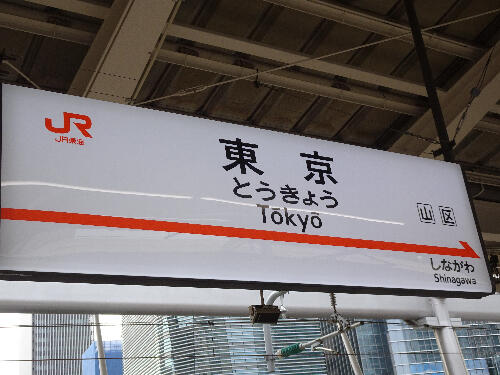 JR
JR東海
東京
とうきょう
Tōkyō
山区
しながわ
Shinagawa